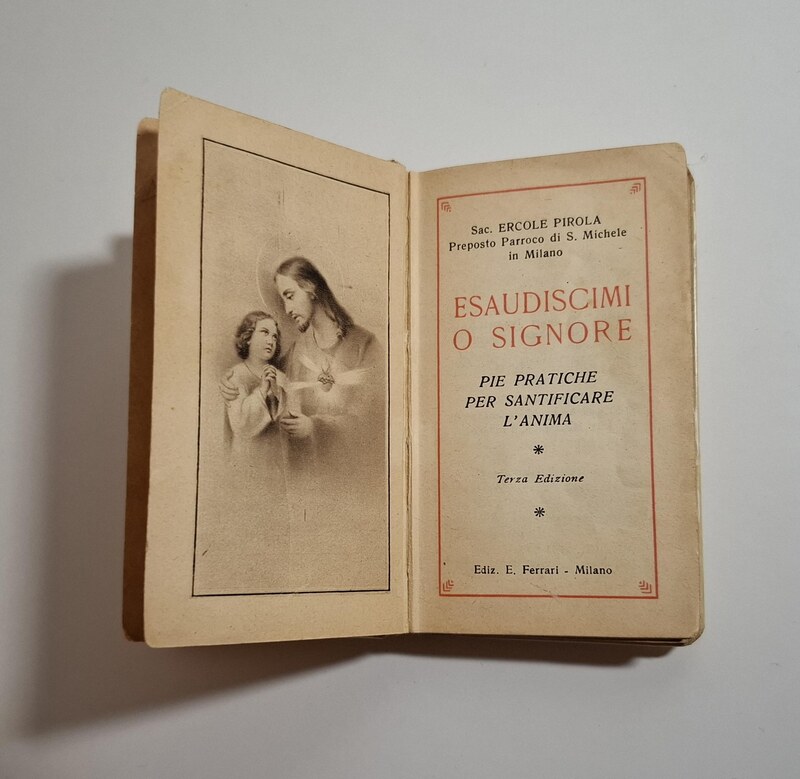 Sac. ERCOLE PIROLA
Preposto Parroco di S. Michele
in Milano
ESAUDISCIMI
O SIGNORE
PIE PRATICHE
PER SANTIFICARE
L'ANIMA
*
Terza Edizione
*
Ediz. E. Ferrari - Milano